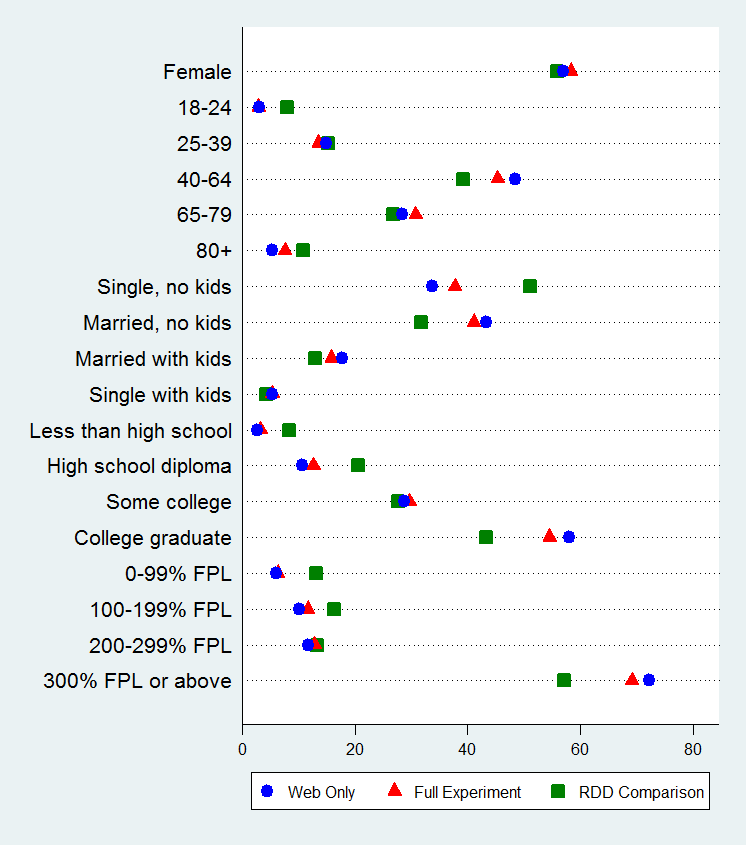 Female
18-24
25-39
40-64
65-79
80+
Single, no kids
Married, no kids
Married with kids
Single with kids
Less than high school
High school diploma
Some college
College graduate
0-99% FPL
100-199% FPL
200-299% FPL
300% FPL or above
0 20 40 60 80
Web Only Full Experiment RDD Comparison